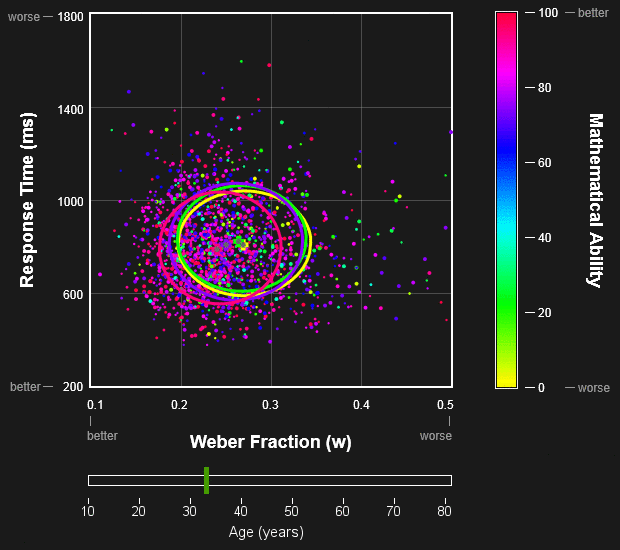 worse
1800
1400
1000
600
better
200
Response Time (ms)
0.1
0.2
0.3
0.4
0.5
better
worse
Weber Fraction (w)
10
20
30
40
50
60
70
80
Age (years)
100
better
80
60
40
20
0
worse
Mathematical Ability